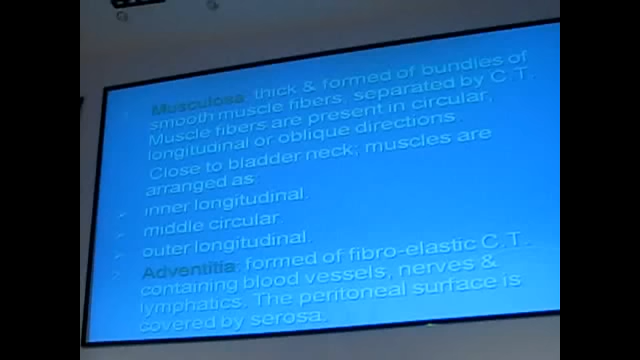 Musculosa: thick & formed of bundles of
smooth muscle fibers, separated by C.T.
Muscle fibers are present in circular,
longitudinal or oblique directions.
Close to bladder neck; muscles are
arranged as:
inner longitudinal.
middle circular.
outer longitudinal.
Adventitia: formed of fibro-elastic C.T.
containing blood vessels, nerves &
lymphatics. The peritoneal surface is
covered by serosa.